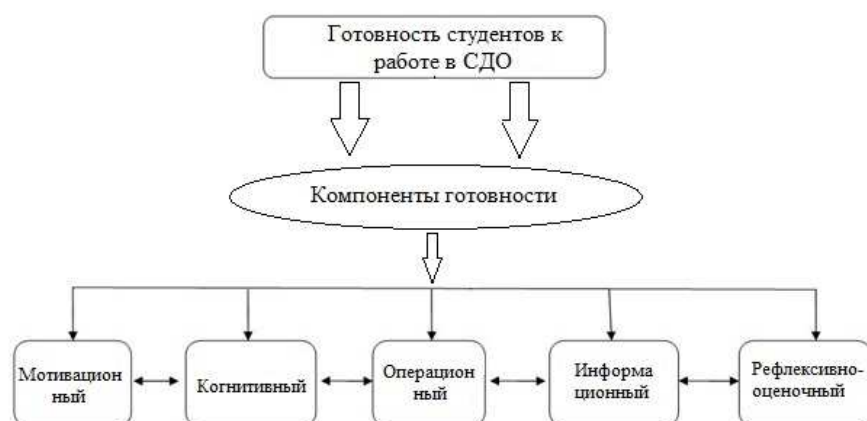 Готовность студентов к
работе в СДО
Компоненты готовности
Мотивацион
ный
Когнитивный
Операцион
ный
Информа
ционный
Рефлексивно-
оценочный